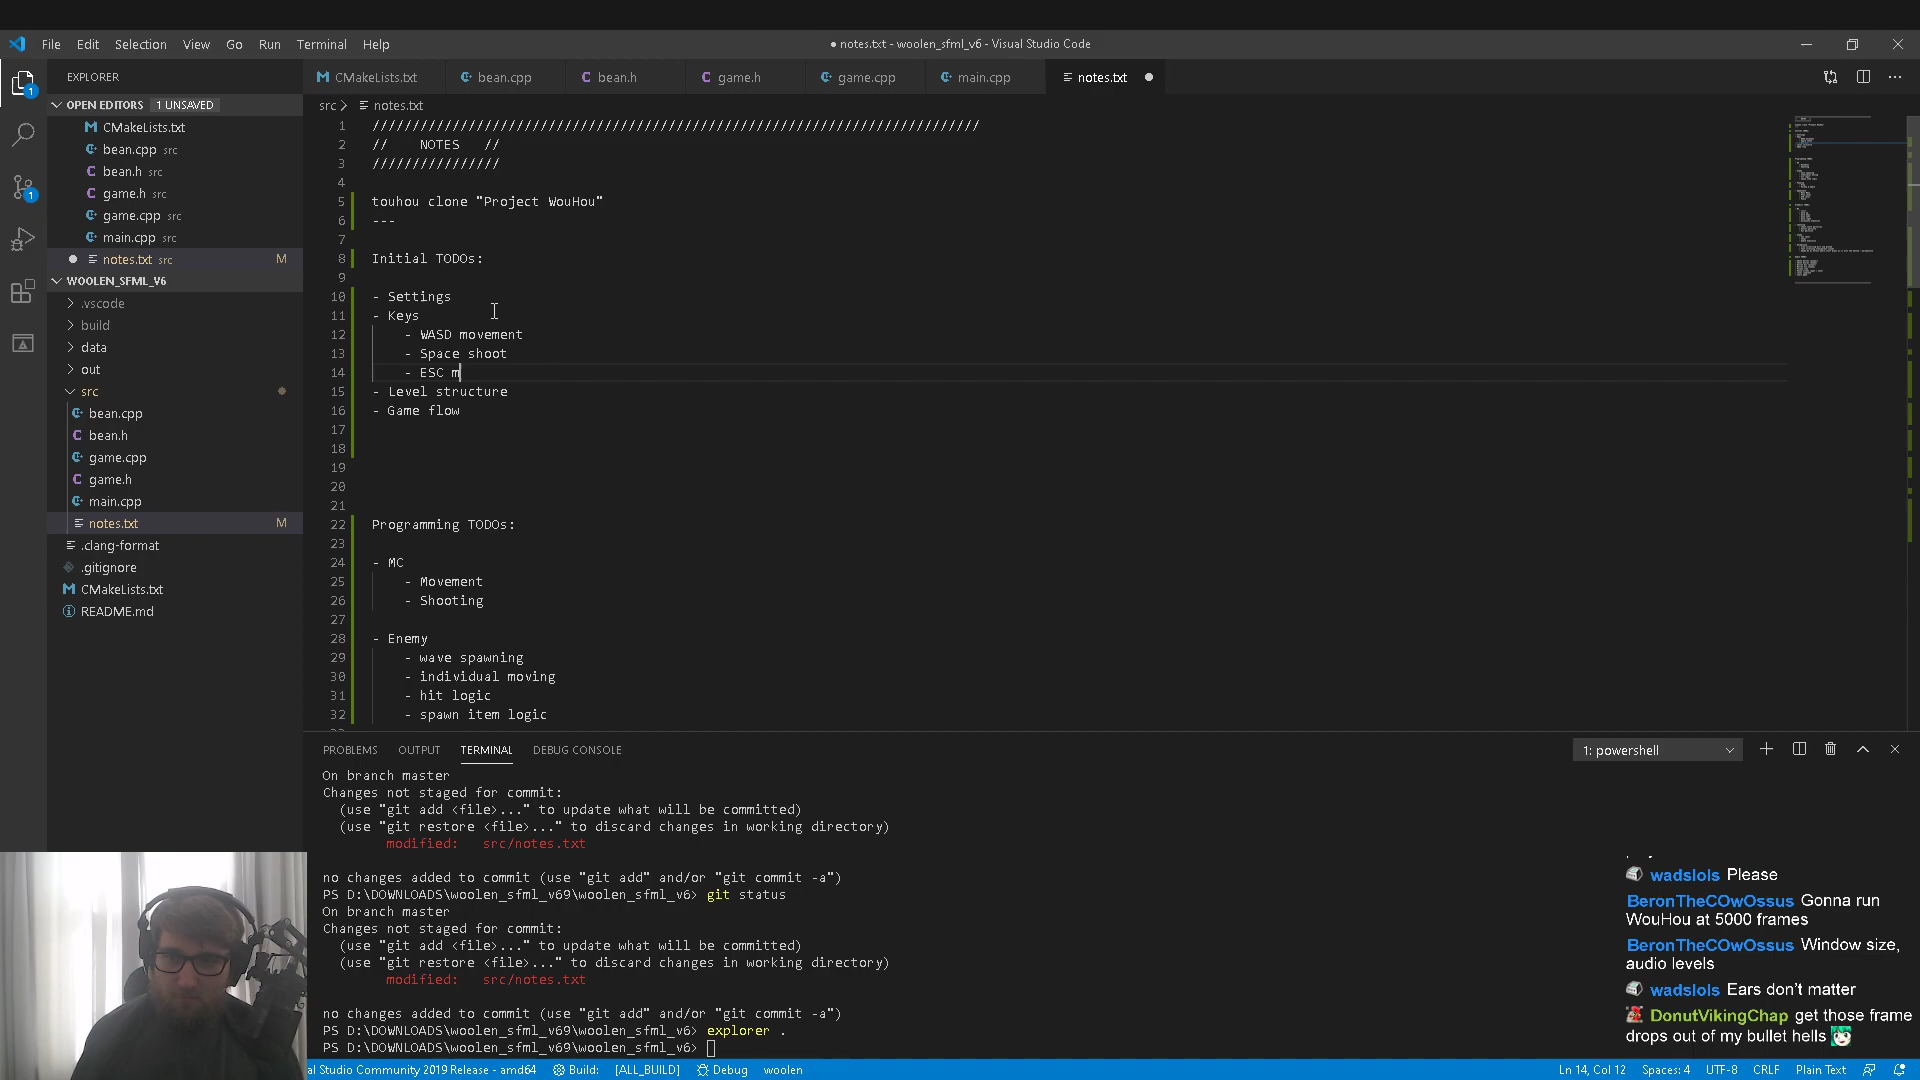 File Edit Selection View Go Run Terminal Help
● notes.txt - woolen_sfml_v6 - Visual Studio Code
EXPLORER
CMakeLists.txt bean.cpp bean.h game.h game.cpp main.cpp notes.txt
OPEN EDITORS 1 UNSAVED
CMakeLists.txt
bean.cpp src
bean.h src
game.h src
game.cpp src
main.cpp src
notes.txt src M
WOOLEN_SFML_V6
.vscode
build
data
out
src
bean.cpp
bean.h
game.cpp
game.h
main.cpp
notes.txt M
.clang-format
.gitignore
CMakeLists.txt
README.md
1
1
src > notes.txt
1 ////////////////////////////////////////////////////////////////////////////
2 // NOTES //
3 ////////////////
4
5 touhou clone "Project WouHou"
6 ---
7
8 Initial TODOs:
9
10 - Settings
11 - Keys
12 - WASD movement
13 - Space shoot
14 - ESC m
15 - Level structure
16 - Game flow
17
18
19
20
21
22 Programming TODOs:
23
24 - MC
25 - Movement
26 - Shooting
27
28 - Enemy
29 - wave spawning
30 - individual moving
31 - hit logic
32 - spawn item logic
PROBLEMS OUTPUT TERMINAL DEBUG CONSOLE
1: powershell
On branch master
Changes not staged for commit:
(use "git add <file>..." to update what will be committed)
(use "git restore <file>..." to discard changes in working directory)
modified: src/notes.txt
no changes added to commit (use "git add" and/or "git commit -a")
PS D:\DOWNLOADS\woolen_sfml_v69\woolen_sfml_v6> git status
On branch master
Changes not staged for commit:
(use "git add <file>..." to update what will be committed)
(use "git restore <file>..." to discard changes in working directory)
modified: src/notes.txt
no changes added to commit (use "git add" and/or "git commit -a")
PS D:\DOWNLOADS\woolen_sfml_v69\woolen_sfml_v6> explorer .
PS D:\DOWNLOADS\woolen_sfml_v69\woolen_sfml_v6>
wadslols Please
BeronTheCOwOssus Gonna run
WouHou at 5000 frames
BeronTheCOwOssus Window size,
audio levels
wadslols Ears don't matter
DonutVikingChap get those frame
drops out of my bullet hells
al Studio Community 2019 Release - amd64 Build: [ALL_BUILD] Debug woolen
Ln 14, Col 12 Spaces: 4 UTF-8 CRLF Plain Text